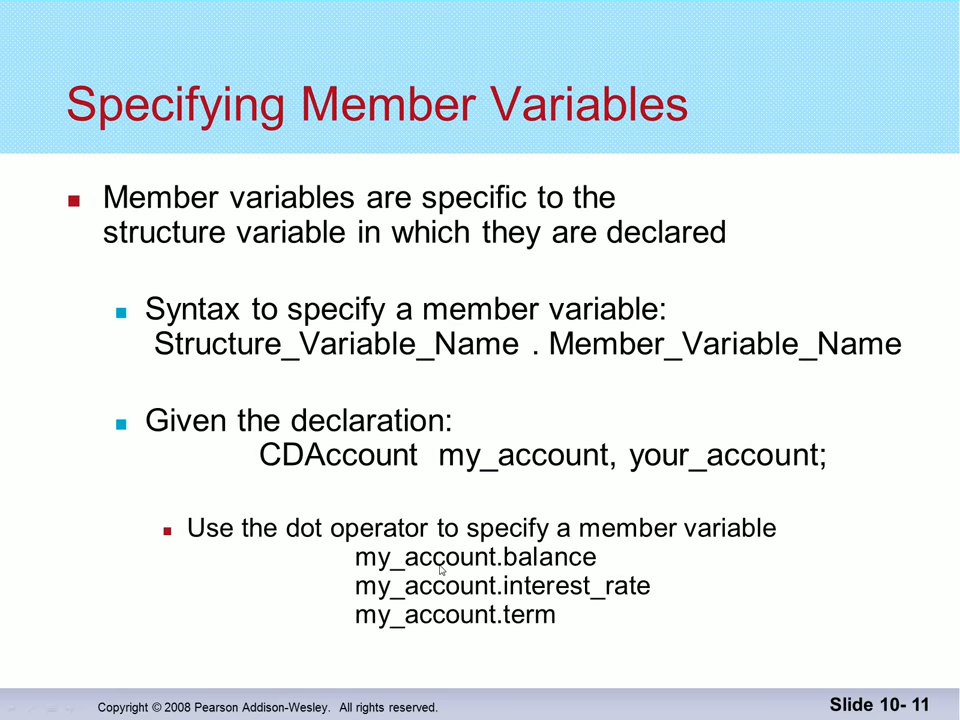 Specifying Member Variables
Member variables are specific to the
structure variable in which they are declared
Syntax to specify a member variable:
Structure_Variable_Name . Member_Variable_Name
Given the declaration:
CDAccount my_account, your_account;
Use the dot operator to specify a member variable
my_account.balance
my_account.interest_rate
my_account.term
Copyright © 2008 Pearson Addison-Wesley. All rights reserved.
Slide 10- 11